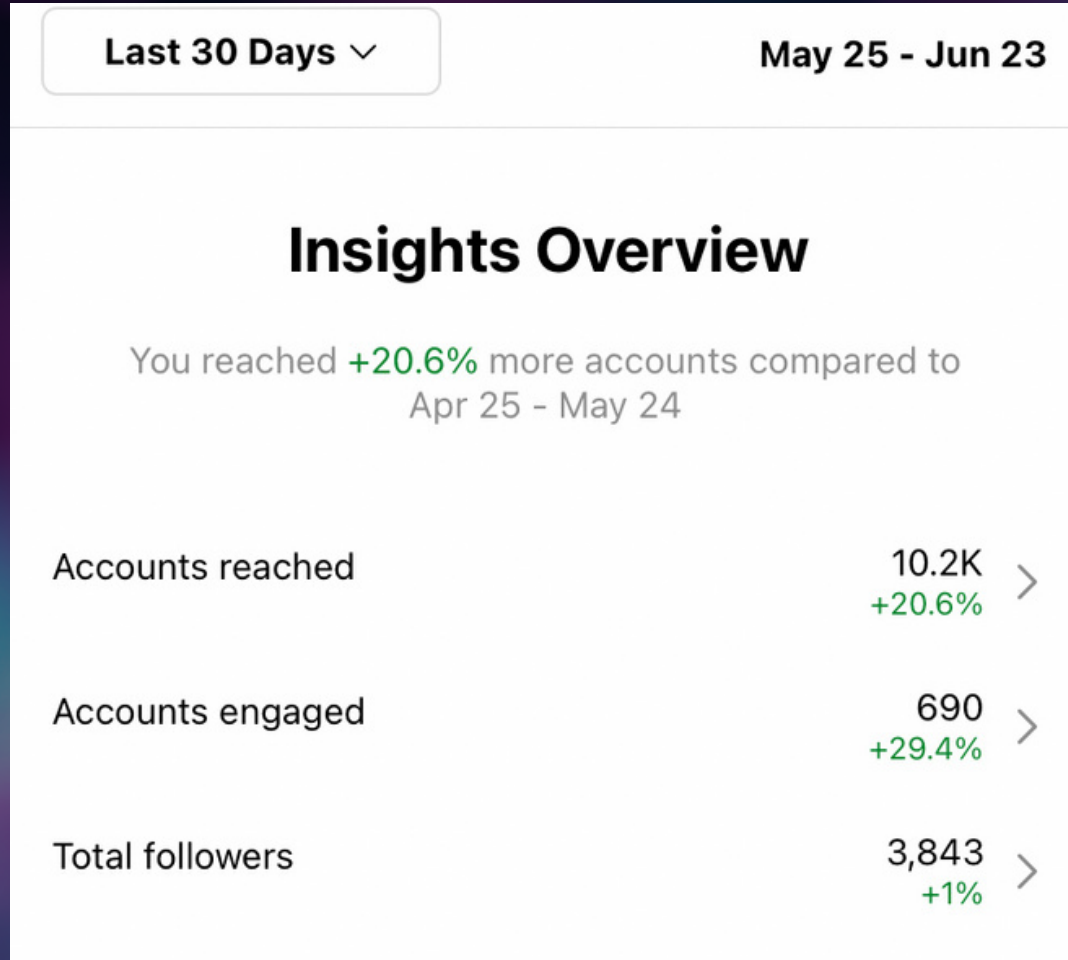 Last 30 Days
May 25 - Jun 23
Insights Overview
You reached +20.6% more accounts compared to
Apr 25 - May 24
Accounts reached
10.2K
+20.6%
Accounts engaged
690
+29.4%
Total followers
3,843
+1%